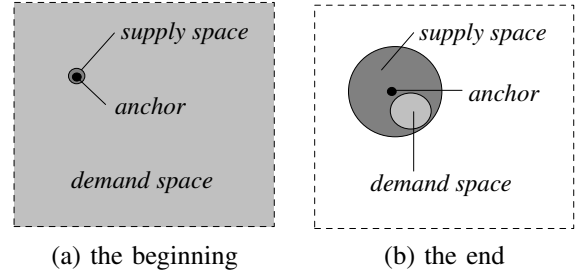 supply space
anchor
demand space
(a) the beginning
supply space
anchor
demand space
(b) the end